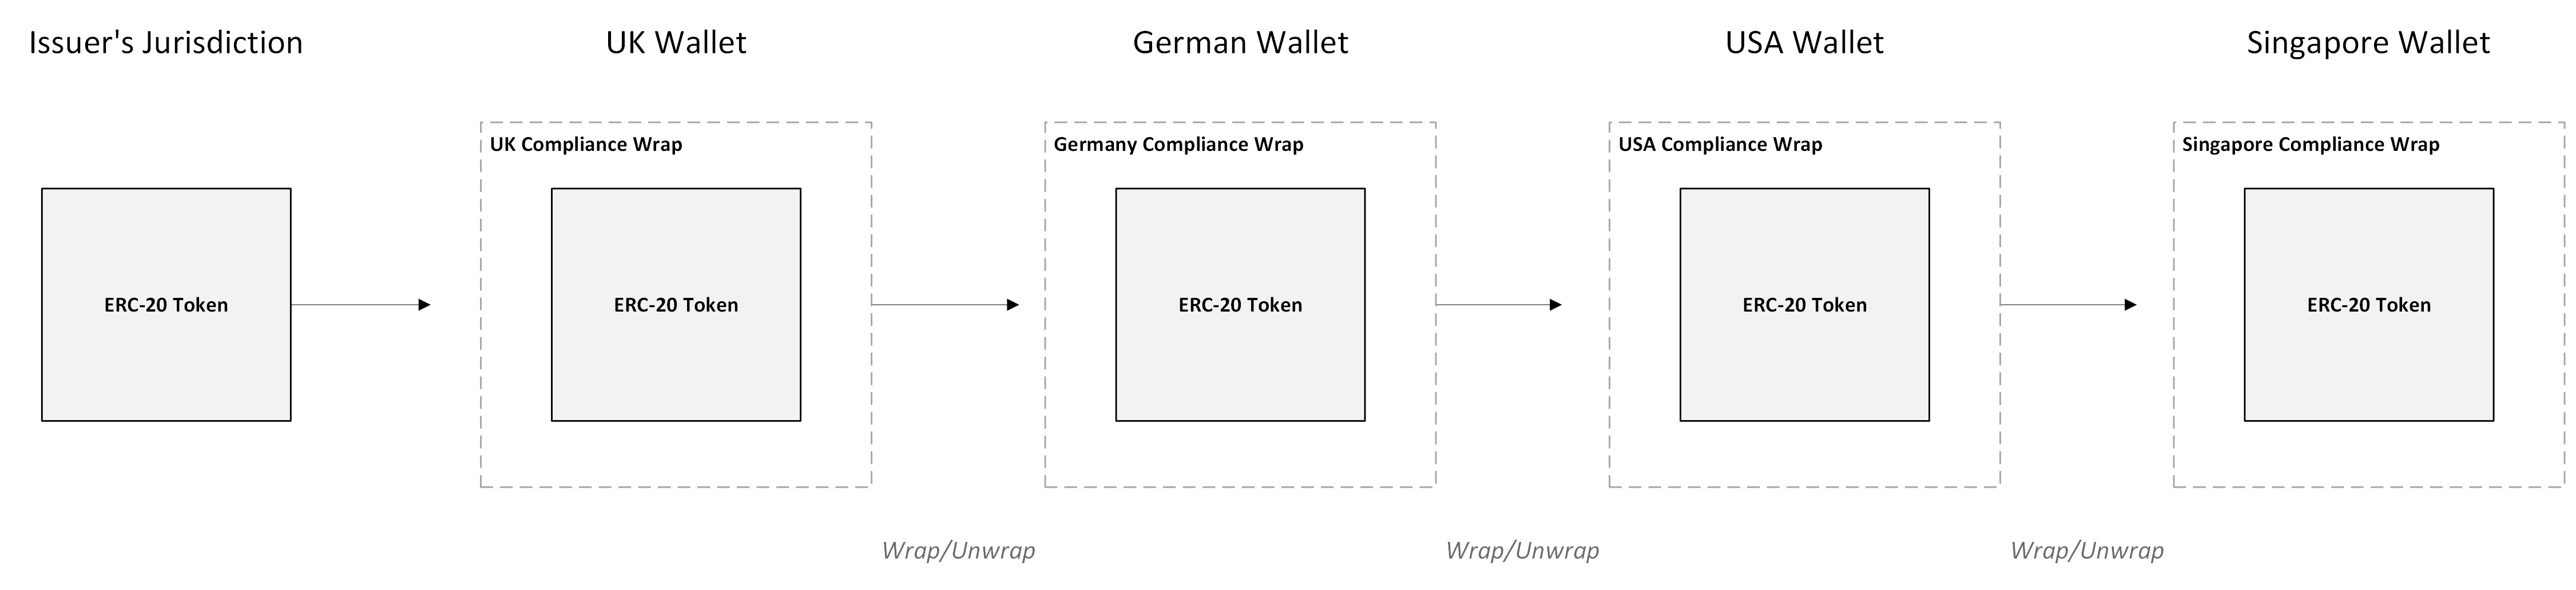 Issuer's Jurisdiction
UK Wallet
German Wallet
USA Wallet
Singapore Wallet
UK Compliance Wrap
Germany Compliance Wrap
USA Compliance Wrap
Singapore Compliance Wrap
ERC-20 Token
ERC-20 Token
ERC-20 Token
ERC-20 Token
ERC-20 Token
Wrap/Unwrap
Wrap/Unwrap
Wrap/Unwrap